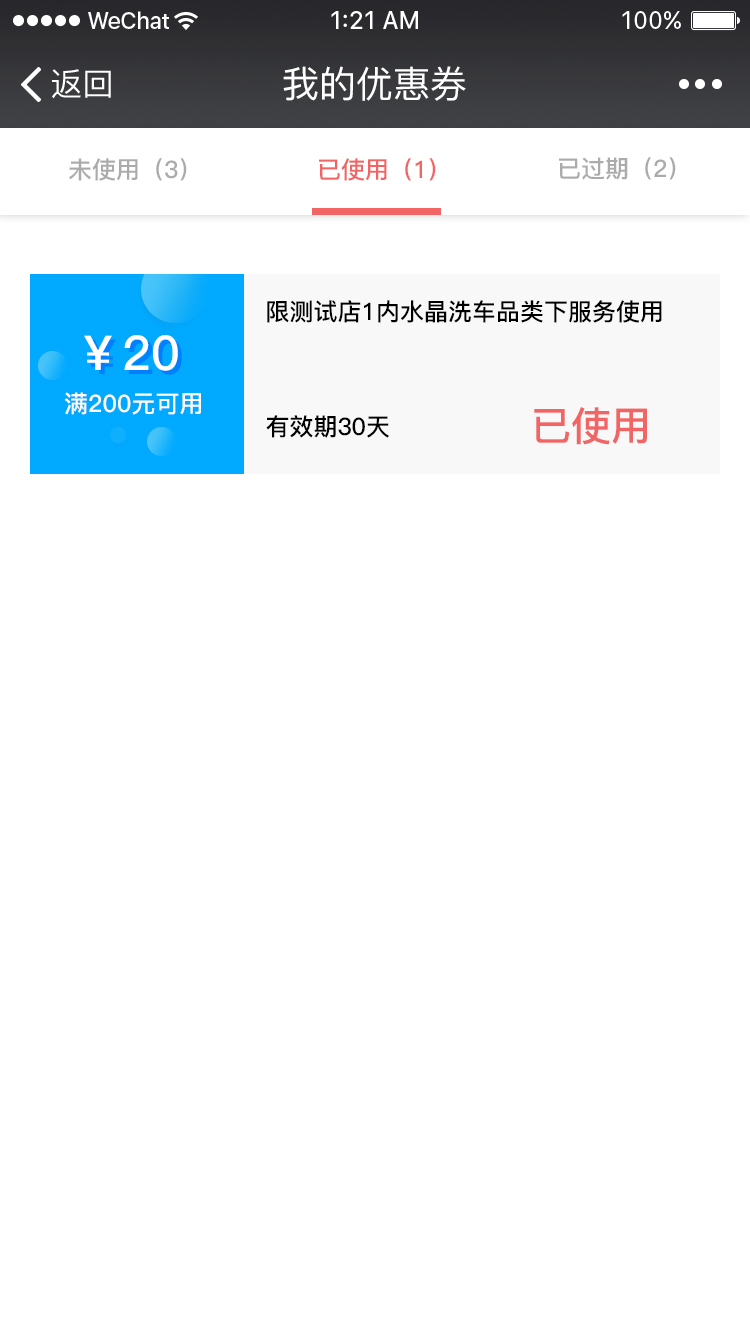 WeChat 1:21 AM 100%
返回 我的优惠券
未使用（3） 已使用（1） 已过期（2）
¥ 20
满200元可用
限测试店1内水晶洗车品类下服务使用
有效期30天
已使用